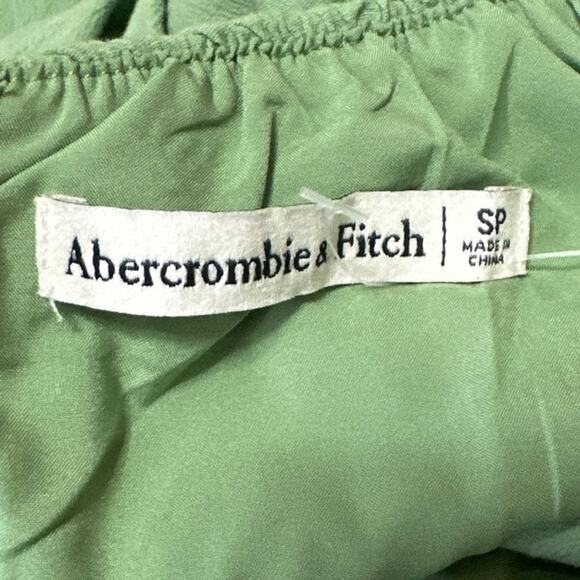 Abercrombie & Fitch
SP
MADE IN
CHINA